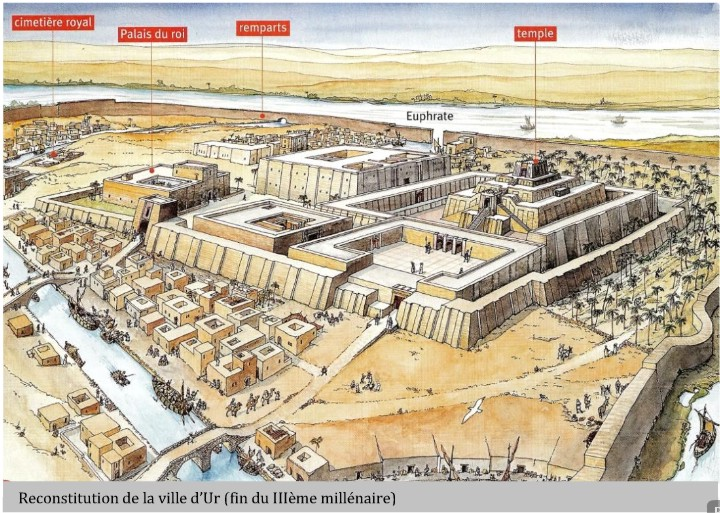 cimetière royal
Palais du roi
remparts
temple
Euphrate
Reconstitution de la ville d'Ur (fin du IIIème millénaire)